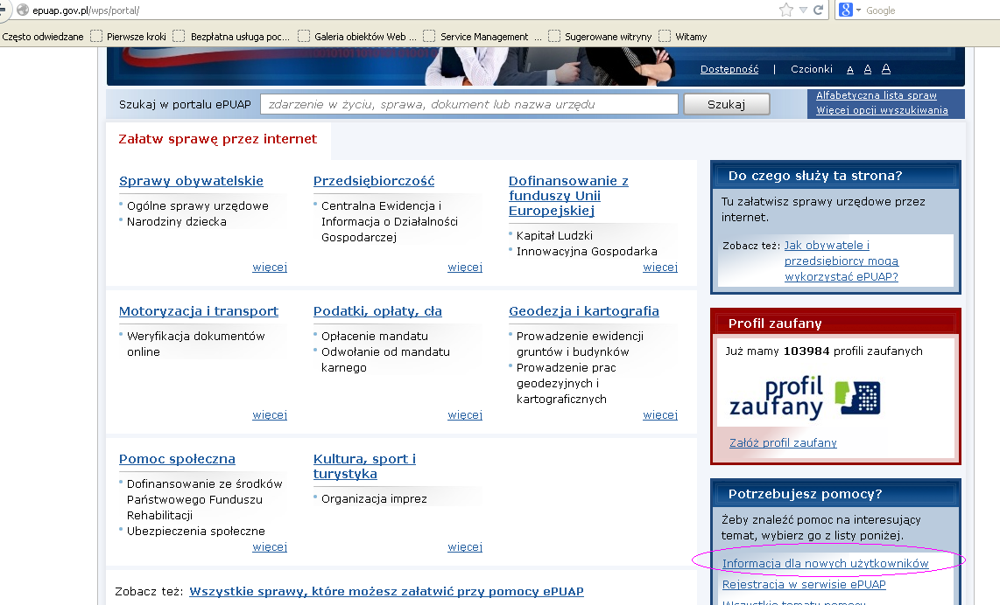 epuap.gov.pl/wps/portal/
Google
Często odwiedzane
Pierwsze kroki
Bezpłatna usługa poc...
Galeria obiektów Web ...
Service Management ...
Sugerowane witryny
Witamy
Dostępność | Czcionki A A A
Szukaj w portalu ePUAP
zdarzenie w życiu, sprawa, dokument lub nazwa urzędu
Szukaj
Alfabetyczna lista spraw
Więcej opcji wyszukiwania
Załatw sprawę przez internet
Sprawy obywatelskie
Ogólne sprawy urzędowe
Narodziny dziecka
więcej
Przedsiębiorczość
Centralna Ewidencja i
Informacja o Działalności
Gospodarczej
więcej
Dofinansowanie z
funduszy Unii
Europejskiej
Kapitał Ludzki
Innowacyjna Gospodarka
więcej
Motoryzacja i transport
Weryfikacja dokumentów
online
więcej
Podatki, opłaty, cła
Opłacenie mandatu
Odwołanie od mandatu
karnego
więcej
Geodezja i kartografia
Prowadzenie ewidencji
gruntów i budynków
Prowadzenie prac
geodezyjnych i
kartograficznych
więcej
Pomoc społeczna
Dofinansowanie ze środków
Państwowego Funduszu
Rehabilitacji
Ubezpieczenia społeczne
więcej
Kultura, sport i
turystyka
Organizacja imprez
więcej
Zobacz też: Wszystkie sprawy, które możesz załatwić przy pomocy ePUAP
Do czego służy ta strona?
Tu załatwisz sprawy urzędowe przez
internet.
Zobacz też: Jak obywatele i
przedsiębiorcy mogą
wykorzystać ePUAP?
Profil zaufany
Już mamy 103984 profili zaufanych
profil
zaufany
Załóż profil zaufany
Potrzebujesz pomocy?
Żeby znaleźć pomoc na interesujący
temat, wybierz go z listy poniżej.
Informacja dla nowych użytkowników
Rejestracja w serwisie ePUAP
Wszystkie tematy pomocy